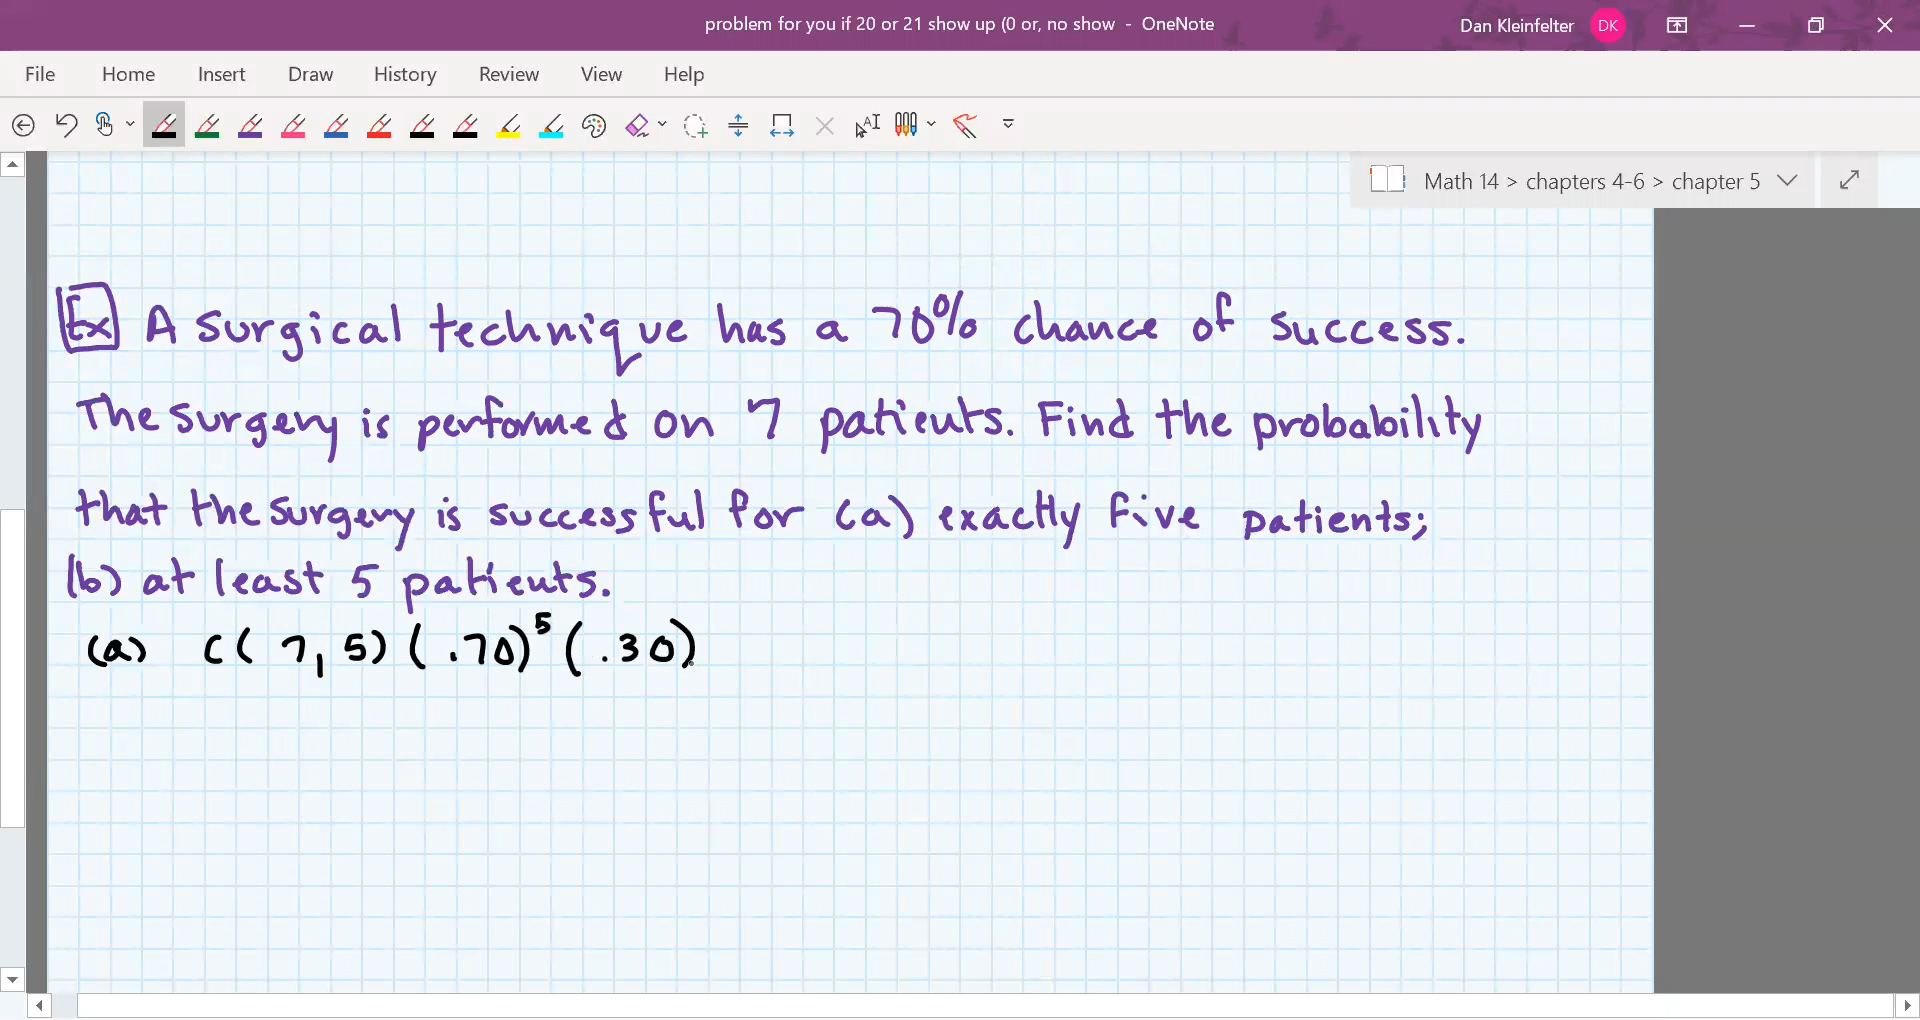 problem for you if 20 or 21 show up (0 or, no show - OneNote
Dan Kleinfelter DK
File Home Insert Draw History Review View Help
Math 14 > chapters 4-6 > chapter 5
Ex A surgical technique has a 70% chance of success.
The surgery is performed on 7 patients. Find the probability
that the surgery is successful for (a) exactly five patients;
(b) at least 5 patients.
(a) C(7,5)(.70)^5(.30)